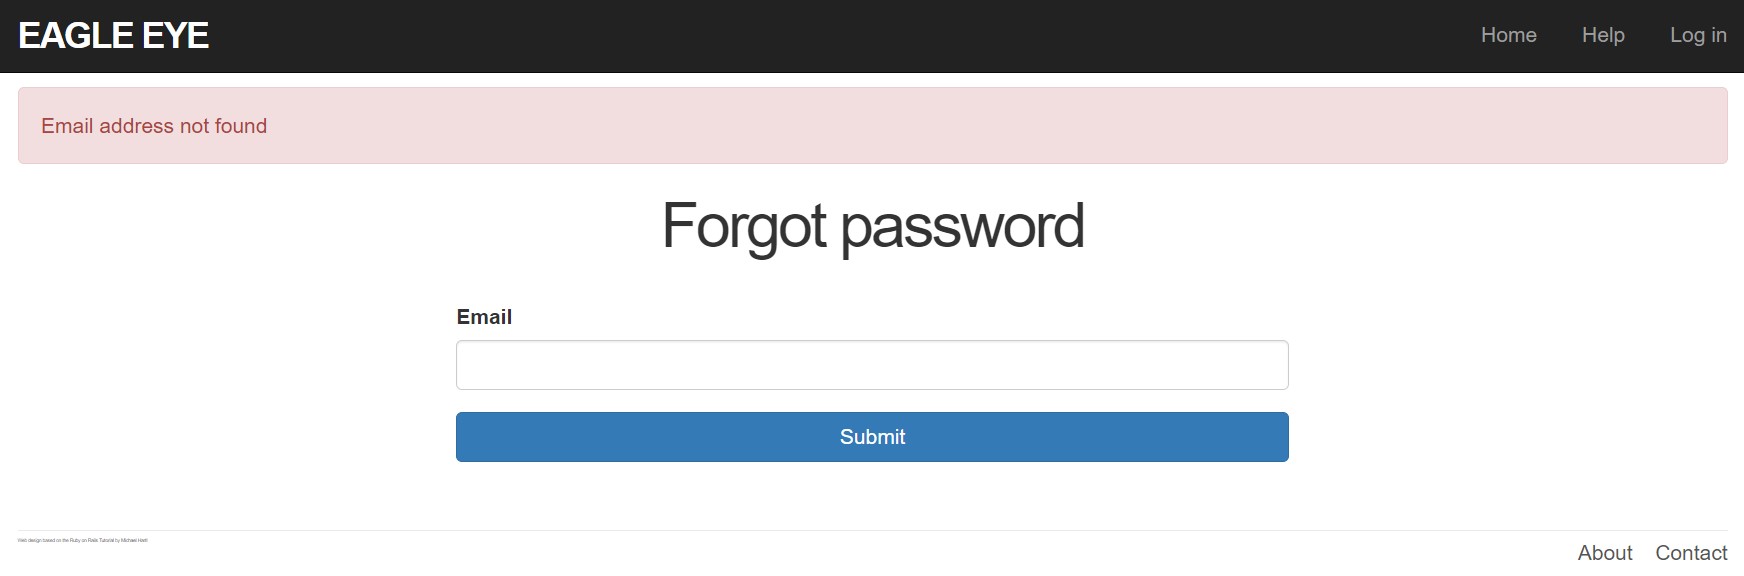 EAGLE EYE
Home Help Log in
Email address not found
Forgot password
Email
Submit
Web design based on the Ruby on Rails Tutorial by Michael Hartl
About Contact